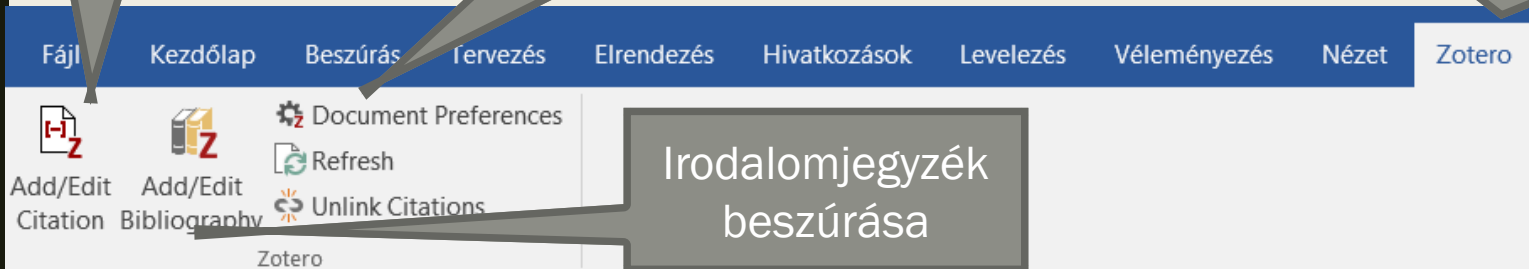 Fájl Kezdőlap Beszúrás Tervezés Elrendezés Hivatkozások Levelezés Véleményezés Nézet Zotero
Add/Edit Citation
Add/Edit Bibliography
Document Preferences
Refresh
Unlink Citations
Zotero
Irodalomjegyzék
beszúrása